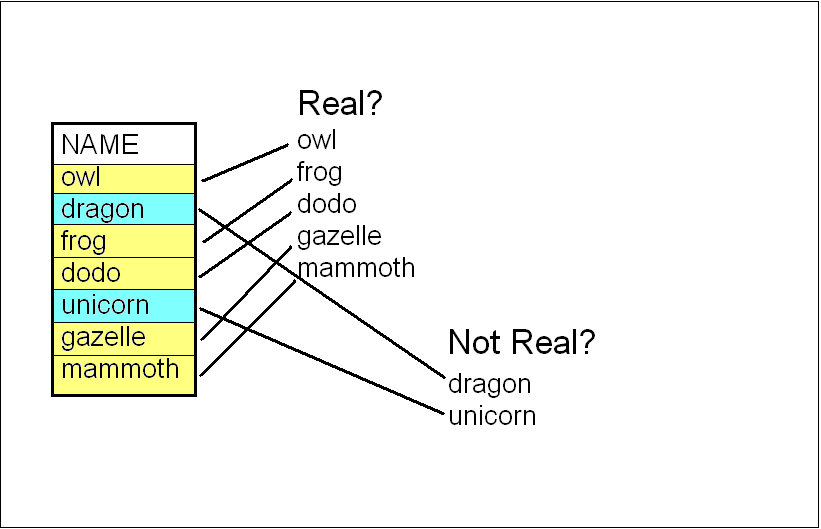 NAME
owl
dragon
frog
dodo
unicorn
gazelle
mammoth
Real?
owl
frog
dodo
gazelle
mammoth
Not Real?
dragon
unicorn